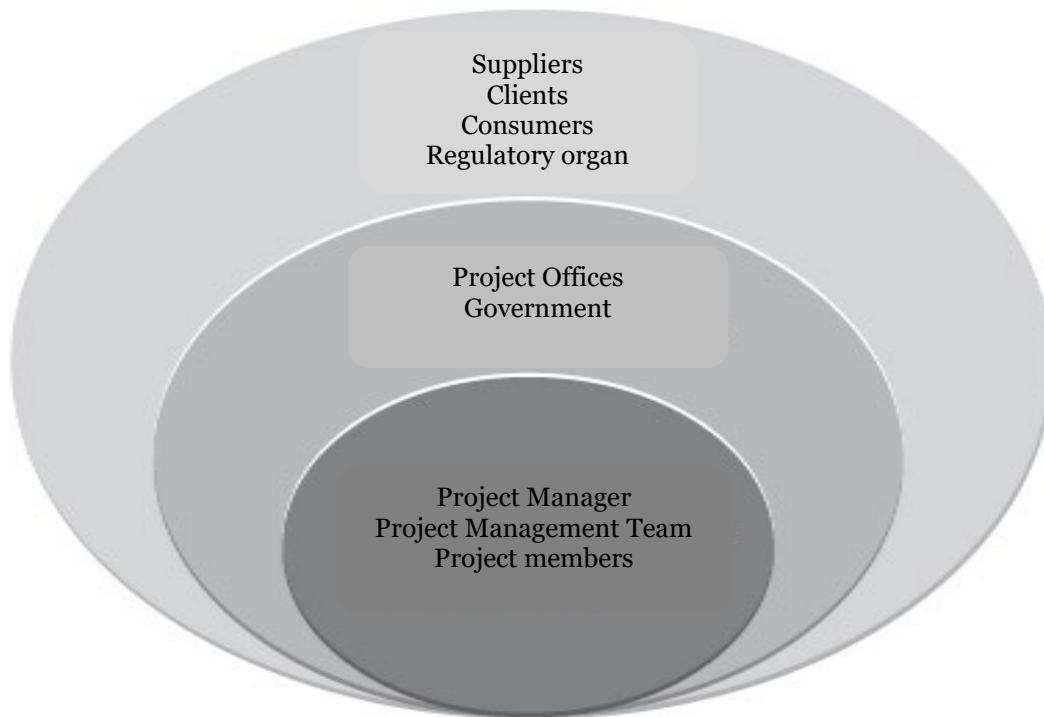 Suppliers
Clients
Consumers
Regulatory organ
Project Offices
Government
Project Manager
Project Management Team
Project members